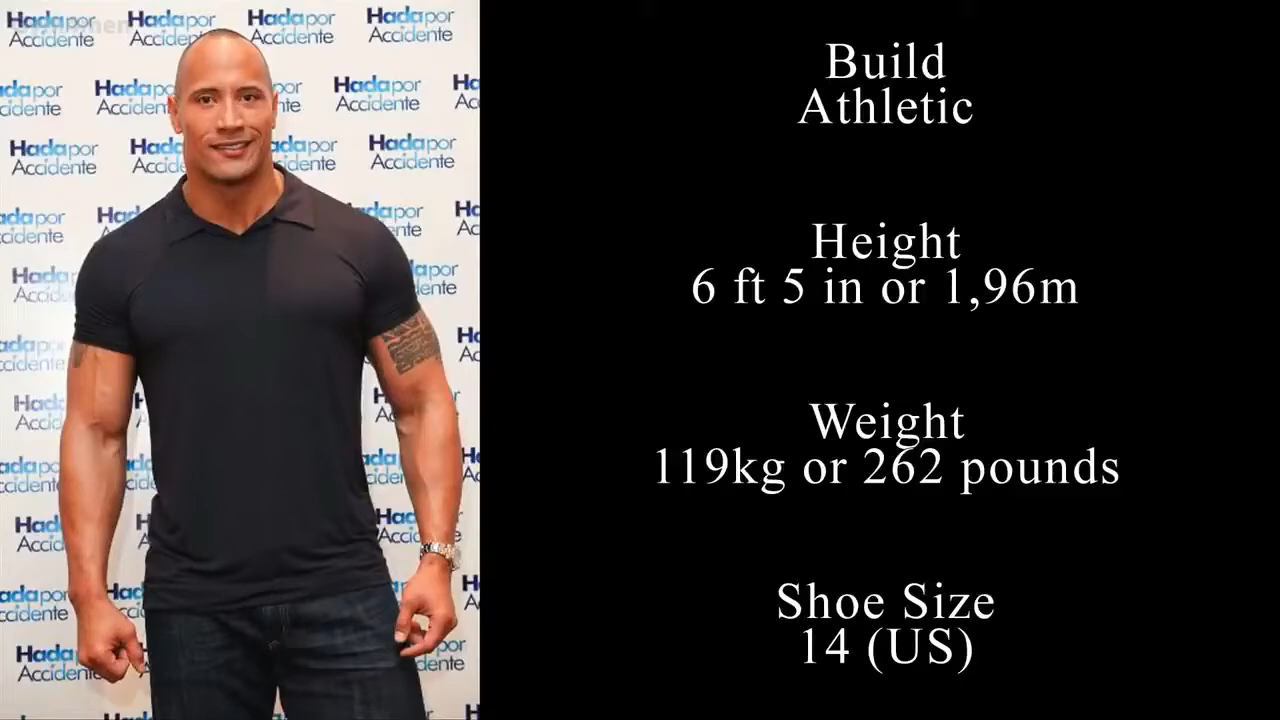 Hada por Accidente
Build
Athletic
Height
6 ft 5 in or 1,96m
Weight
119kg or 262 pounds
Shoe Size
14 (US)